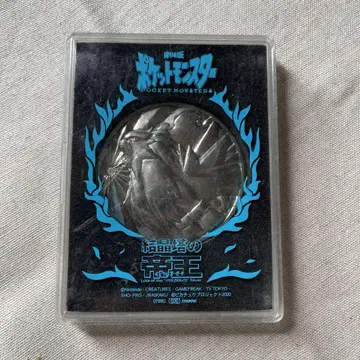 劇場版
ポケットモンスター
POCKET MONSTERS
結晶塔の
帝王
©Nintendo・CREATURES・GAMEFREAK・TV TOKYO・
SHO-PRO・JR KIKAKU ©ピカチュウプロジェクト2000